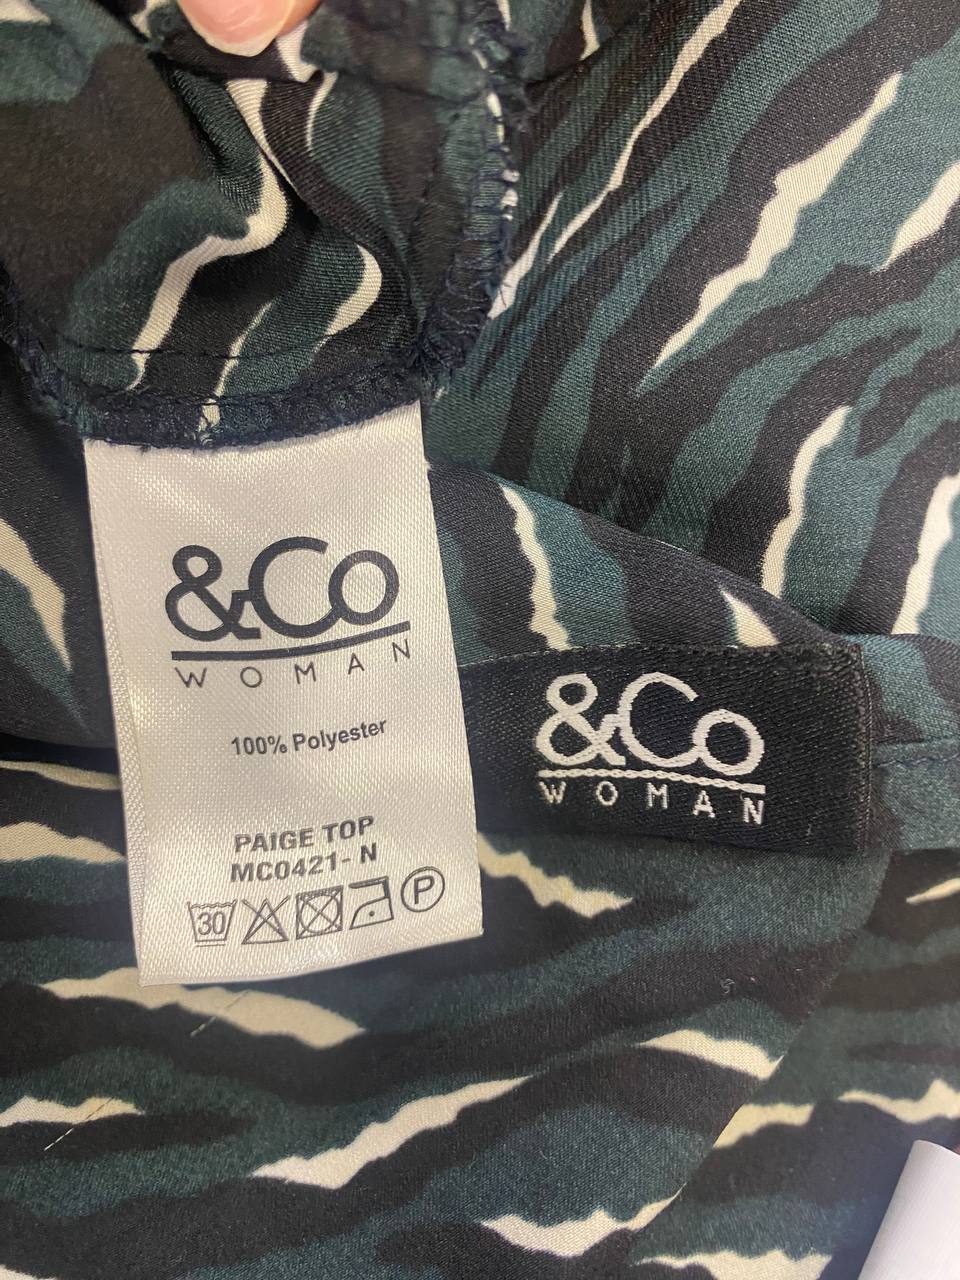 &Co
WOMAN
100% Polyester
PAIGE TOP
MC0421- N
30 P
&Co
WOMAN